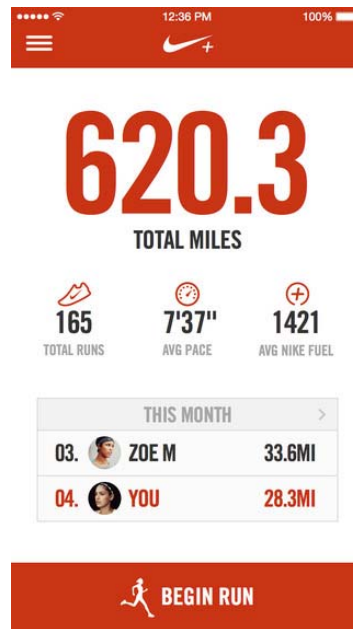 12:36 PM 100%
620.3
TOTAL MILES
165 7'37" 1421
TOTAL RUNS AVG PACE AVG NIKE FUEL
THIS MONTH
03. ZOE M 33.6MI
04. YOU 28.3MI
BEGIN RUN